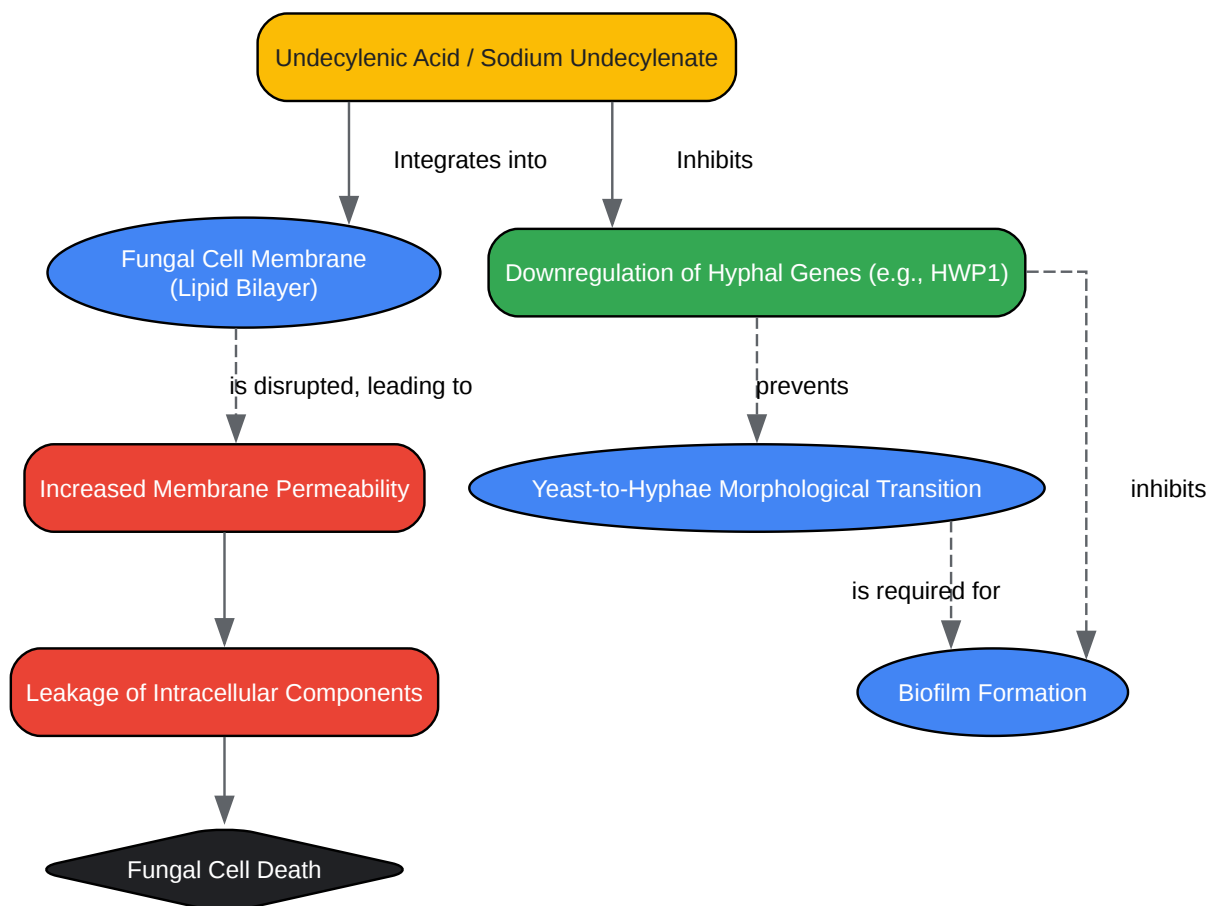 Undecylenic Acid / Sodium Undecylenate
Integrates into
Inhibits
Fungal Cell Membrane
(Lipid Bilayer)
Downregulation of Hyphal Genes (e.g., HWP1)
is disrupted, leading to
prevents
Increased Membrane Permeability
Yeast-to-Hyphae Morphological Transition
inhibits
is required for
Leakage of Intracellular Components
Biofilm Formation
Fungal Cell Death